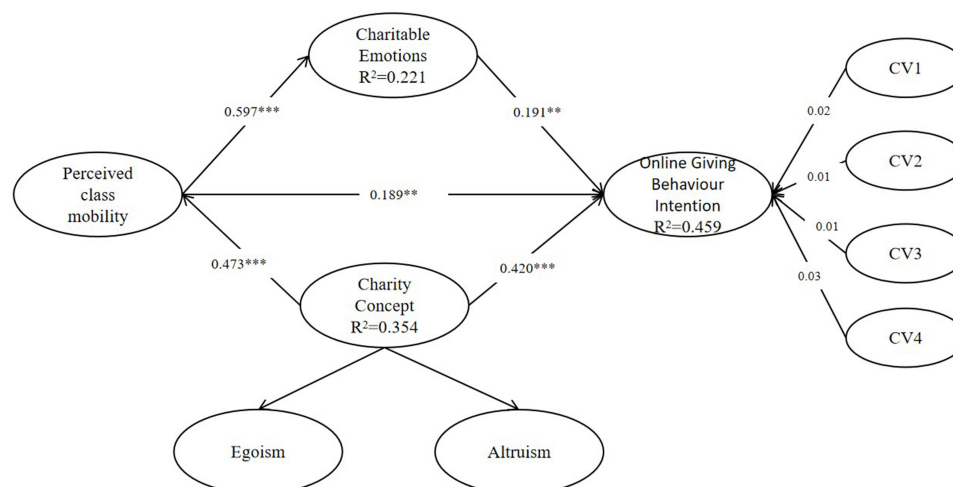 Charitable
Emotions
R²=0.221
CV1
0.597***
0.191**
0.02
CV2
Perceived
class
mobility
0.189**
Online Giving
Behaviour
Intention
R²=0.459
0.01
0.01
CV3
0.473***
0.420***
0.03
Charity
Concept
R²=0.354
CV4
Egoism
Altruism